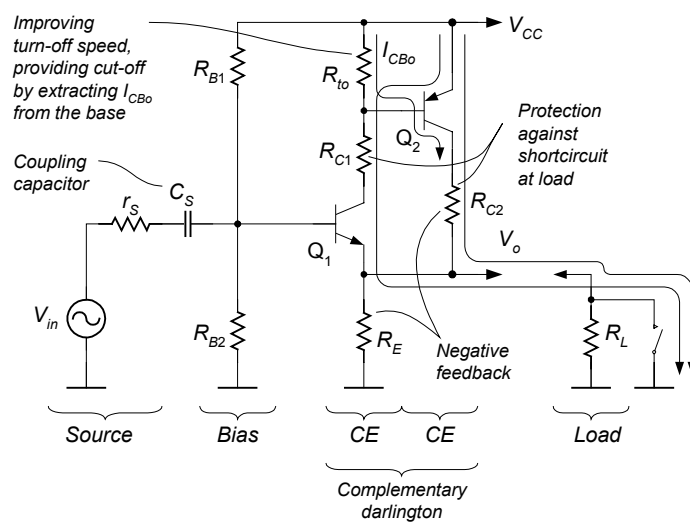 Improving
turn-off speed,
providing cut-off
by extracting I_CBo
from the base
R_B1
I_CBo
R_to
V_CC
Q_2
Protection
against
shortcircuit
at load
Coupling
capacitor
C_S
r_S
R_C1
R_C2
Q_1
V_o
V_in
R_B2
R_E
Negative
feedback
R_L
Source
Bias
CE
CE
Load
Complementary
darlington